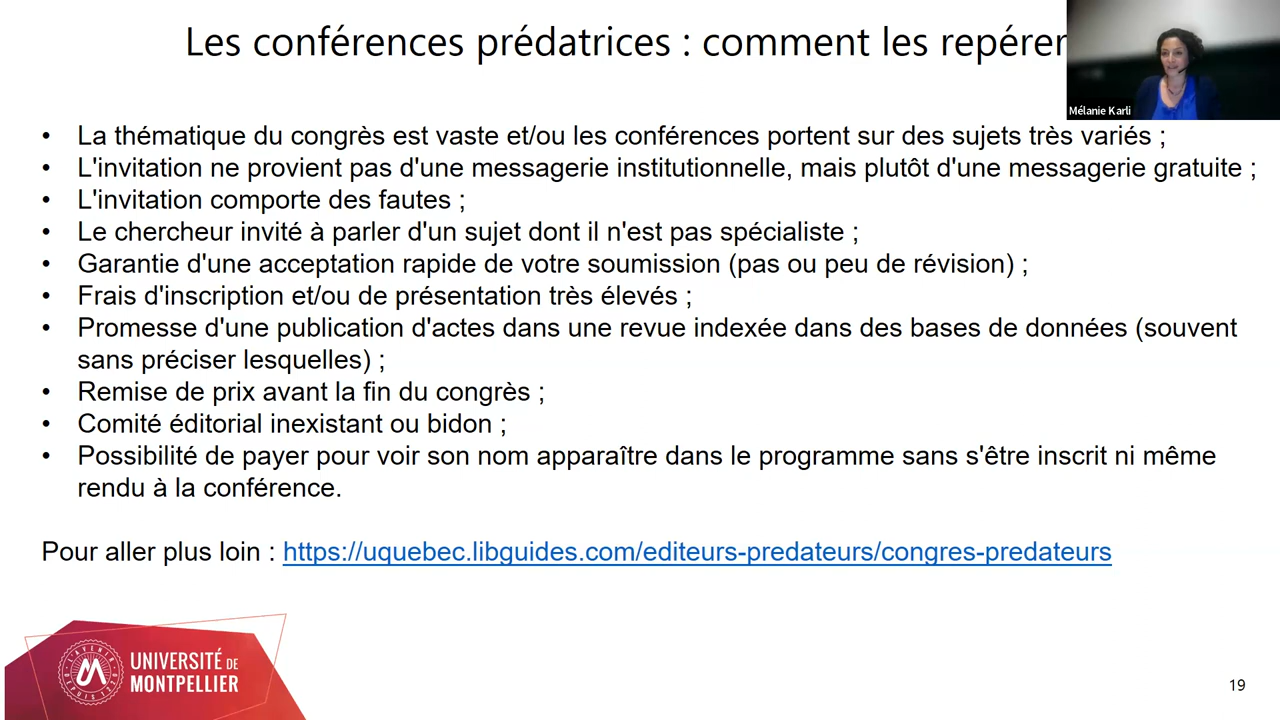 Les conférences prédatrices : comment les repérer
Mélanie Karli
• La thématique du congrès est vaste et/ou les conférences portent sur des sujets très variés ;
• L'invitation ne provient pas d'une messagerie institutionnelle, mais plutôt d'une messagerie gratuite ;
• L'invitation comporte des fautes ;
• Le chercheur invité à parler d'un sujet dont il n'est pas spécialiste ;
• Garantie d'une acceptation rapide de votre soumission (pas ou peu de révision) ;
• Frais d'inscription et/ou de présentation très élevés ;
• Promesse d'une publication d'actes dans une revue indexée dans des bases de données (souvent
sans préciser lesquelles) ;
• Remise de prix avant la fin du congrès ;
• Comité éditorial inexistant ou bidon ;
• Possibilité de payer pour voir son nom apparaître dans le programme sans s'être inscrit ni même
rendu à la conférence.
Pour aller plus loin : https://uquebec.libguides.com/editeurs-predateurs/congres-predateurs
UNIVERSITÉ DE
MONTPELLIER
19